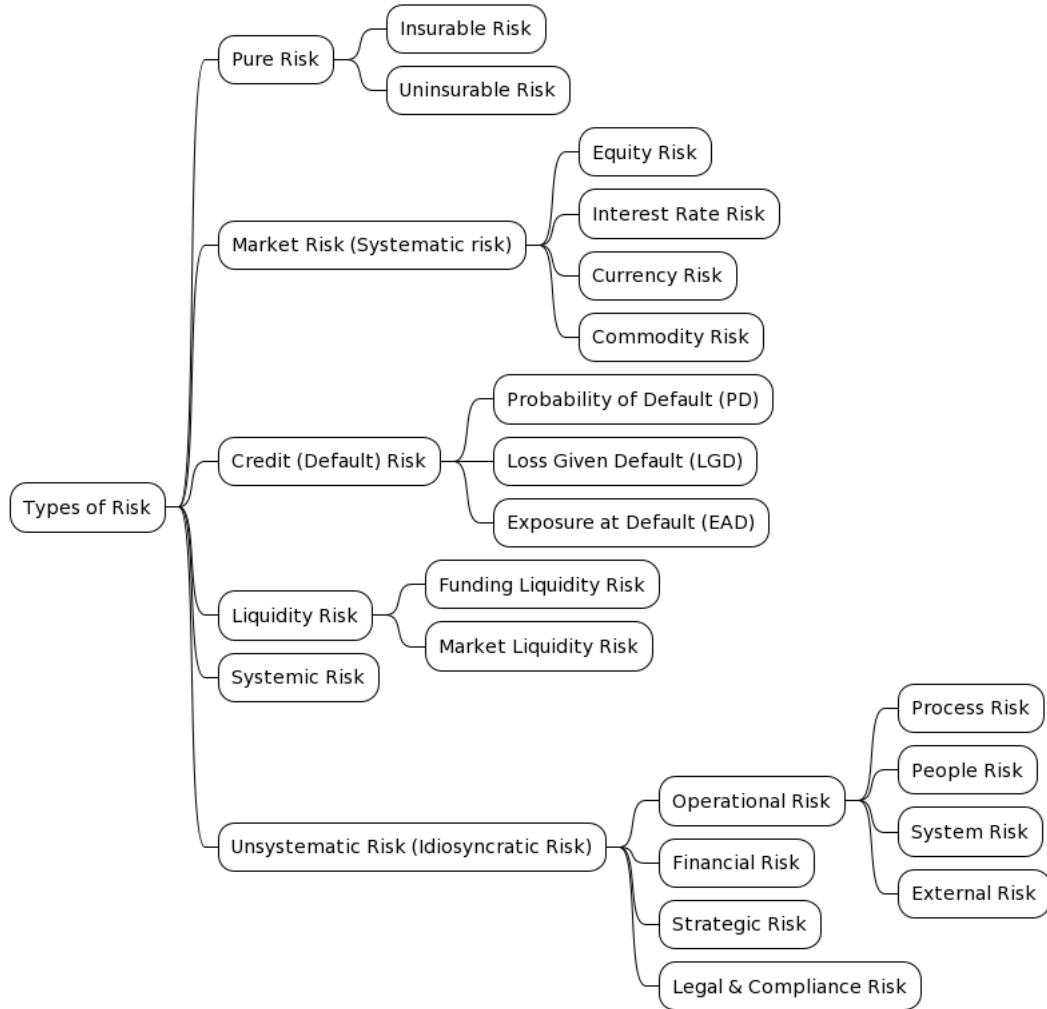 Types of Risk
Pure Risk
Insurable Risk
Uninsurable Risk
Market Risk (Systematic risk)
Equity Risk
Interest Rate Risk
Currency Risk
Commodity Risk
Credit (Default) Risk
Probability of Default (PD)
Loss Given Default (LGD)
Exposure at Default (EAD)
Liquidity Risk
Funding Liquidity Risk
Market Liquidity Risk
Systemic Risk
Unsystematic Risk (Idiosyncratic Risk)
Operational Risk
Process Risk
People Risk
System Risk
External Risk
Financial Risk
Strategic Risk
Legal & Compliance Risk